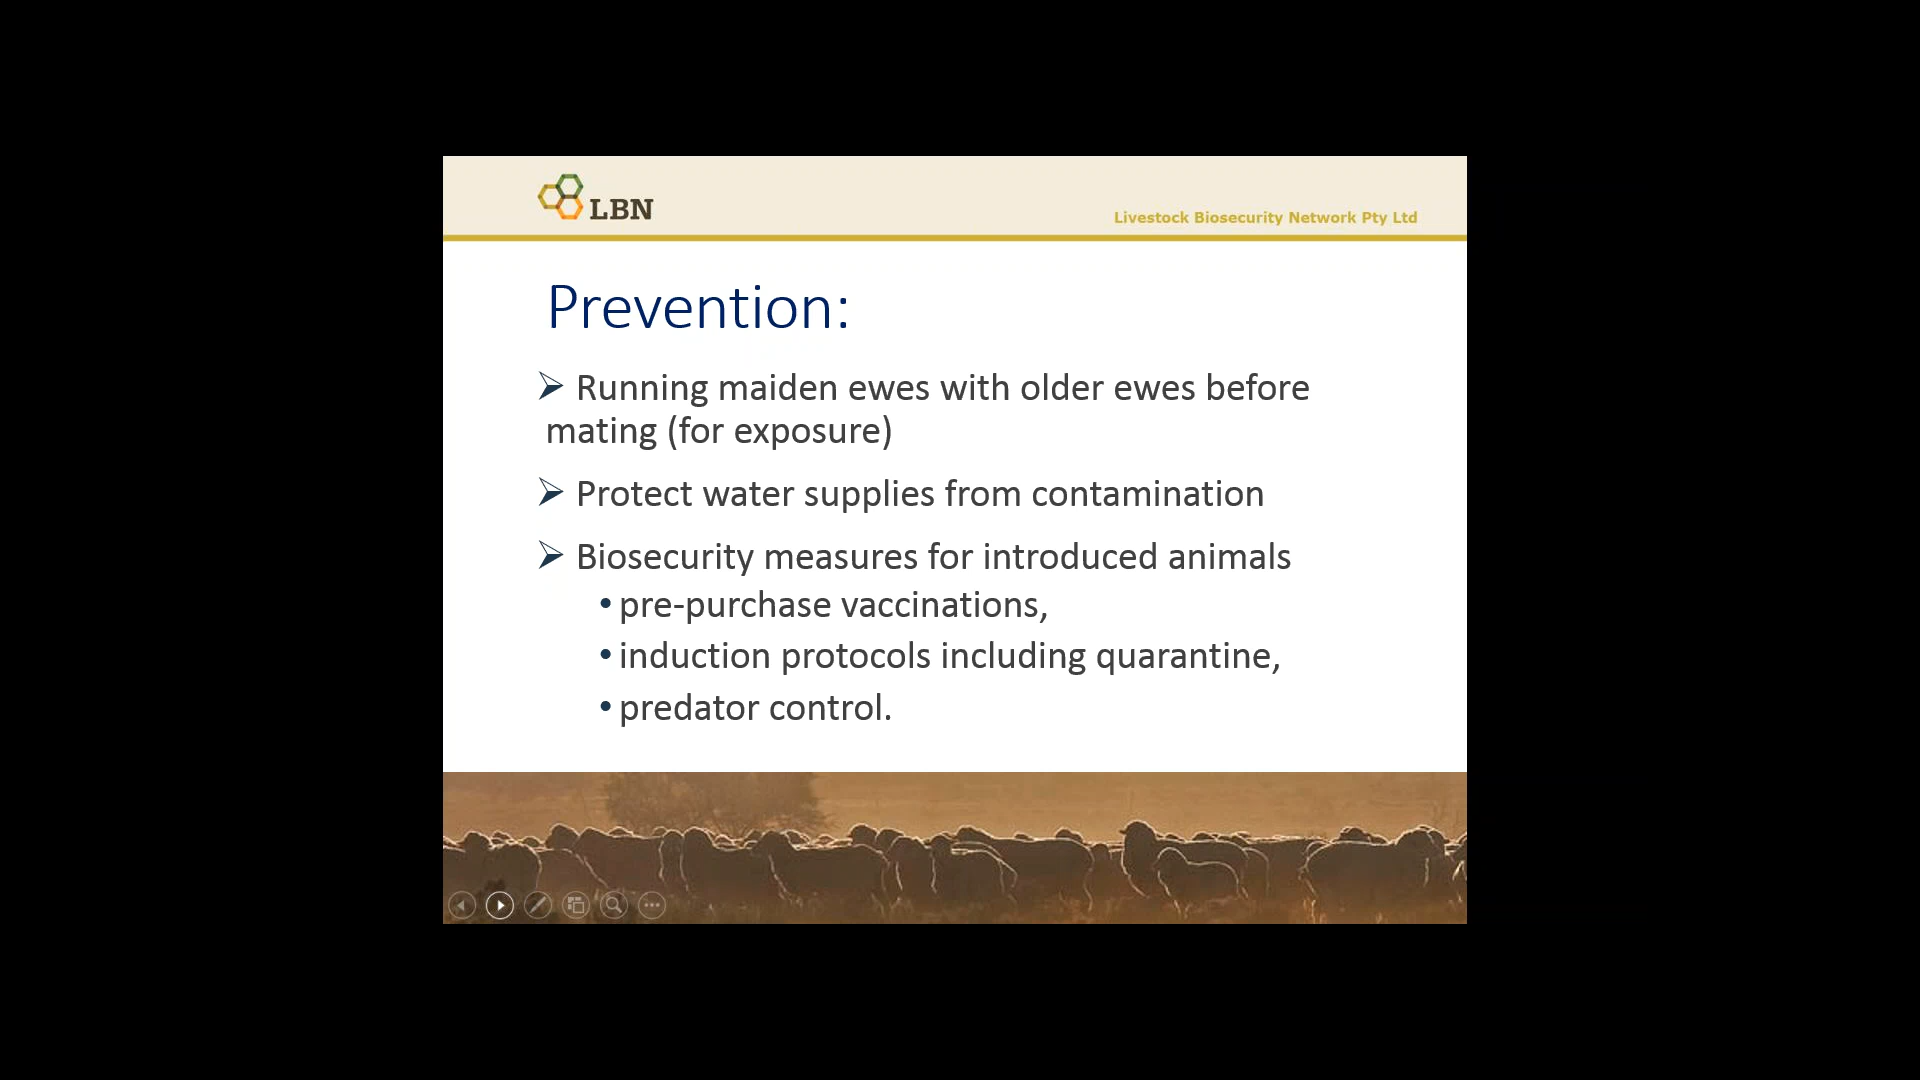 LBN
Livestock Biosecurity Network Pty Ltd
Prevention:
➢ Running maiden ewes with older ewes before
mating (for exposure)
➢ Protect water supplies from contamination
➢ Biosecurity measures for introduced animals
• pre-purchase vaccinations,
• induction protocols including quarantine,
• predator control.